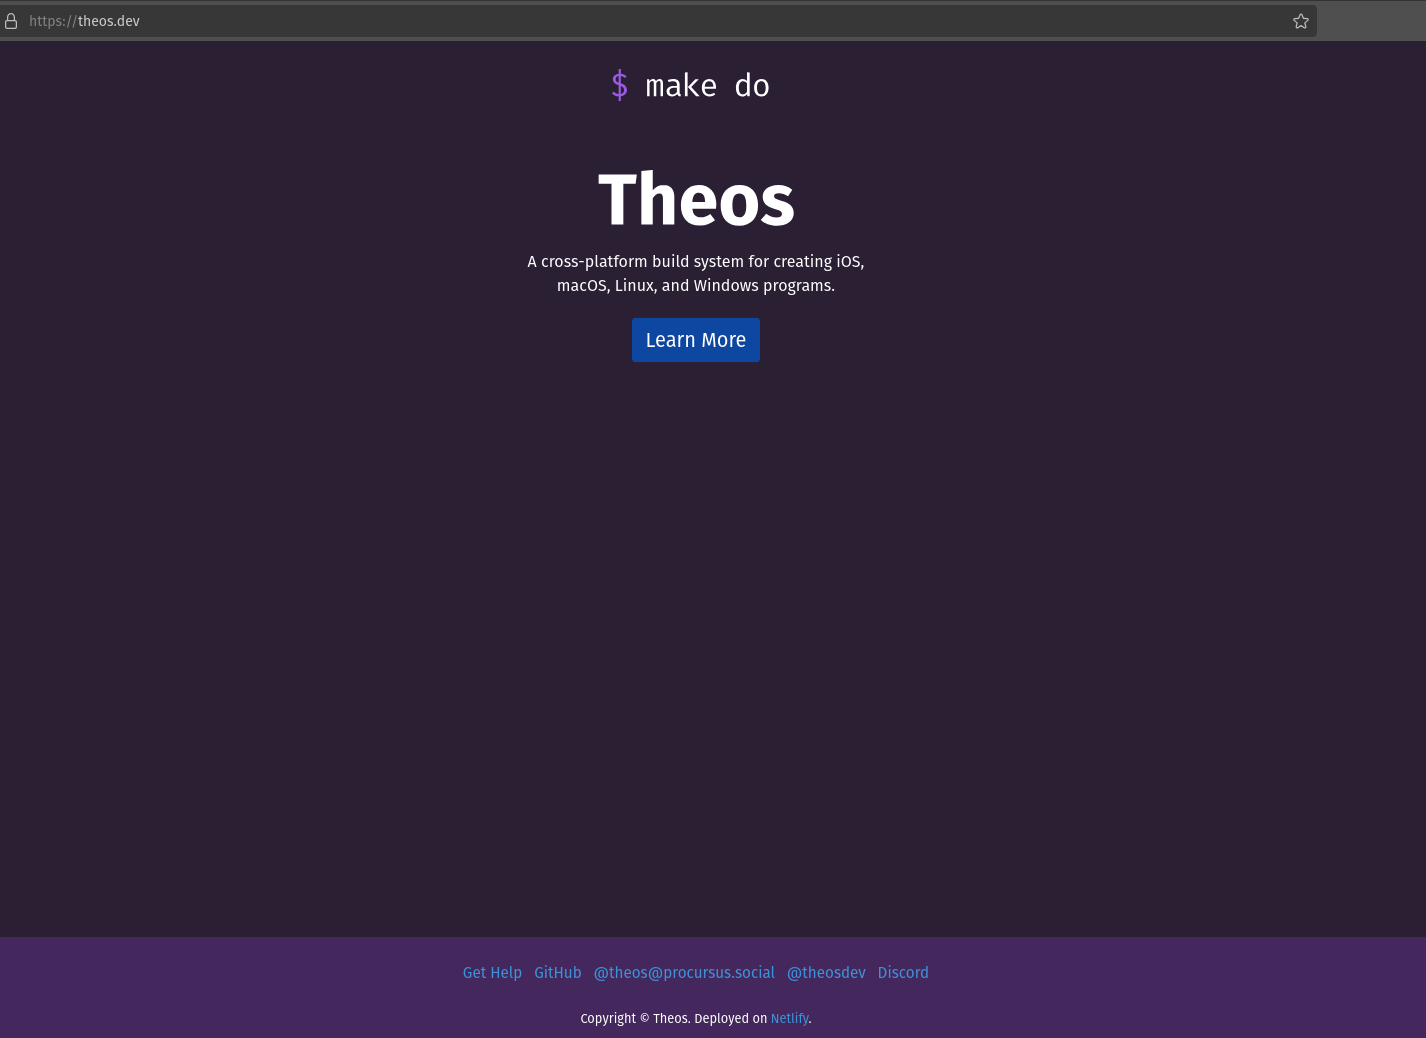 https://theos.dev
$ make do
Theos
A cross-platform build system for creating iOS,
macOS, Linux, and Windows programs.
Learn More
Get Help GitHub @theos@procursus.social @theosdev Discord
Copyright © Theos. Deployed on Netlify.